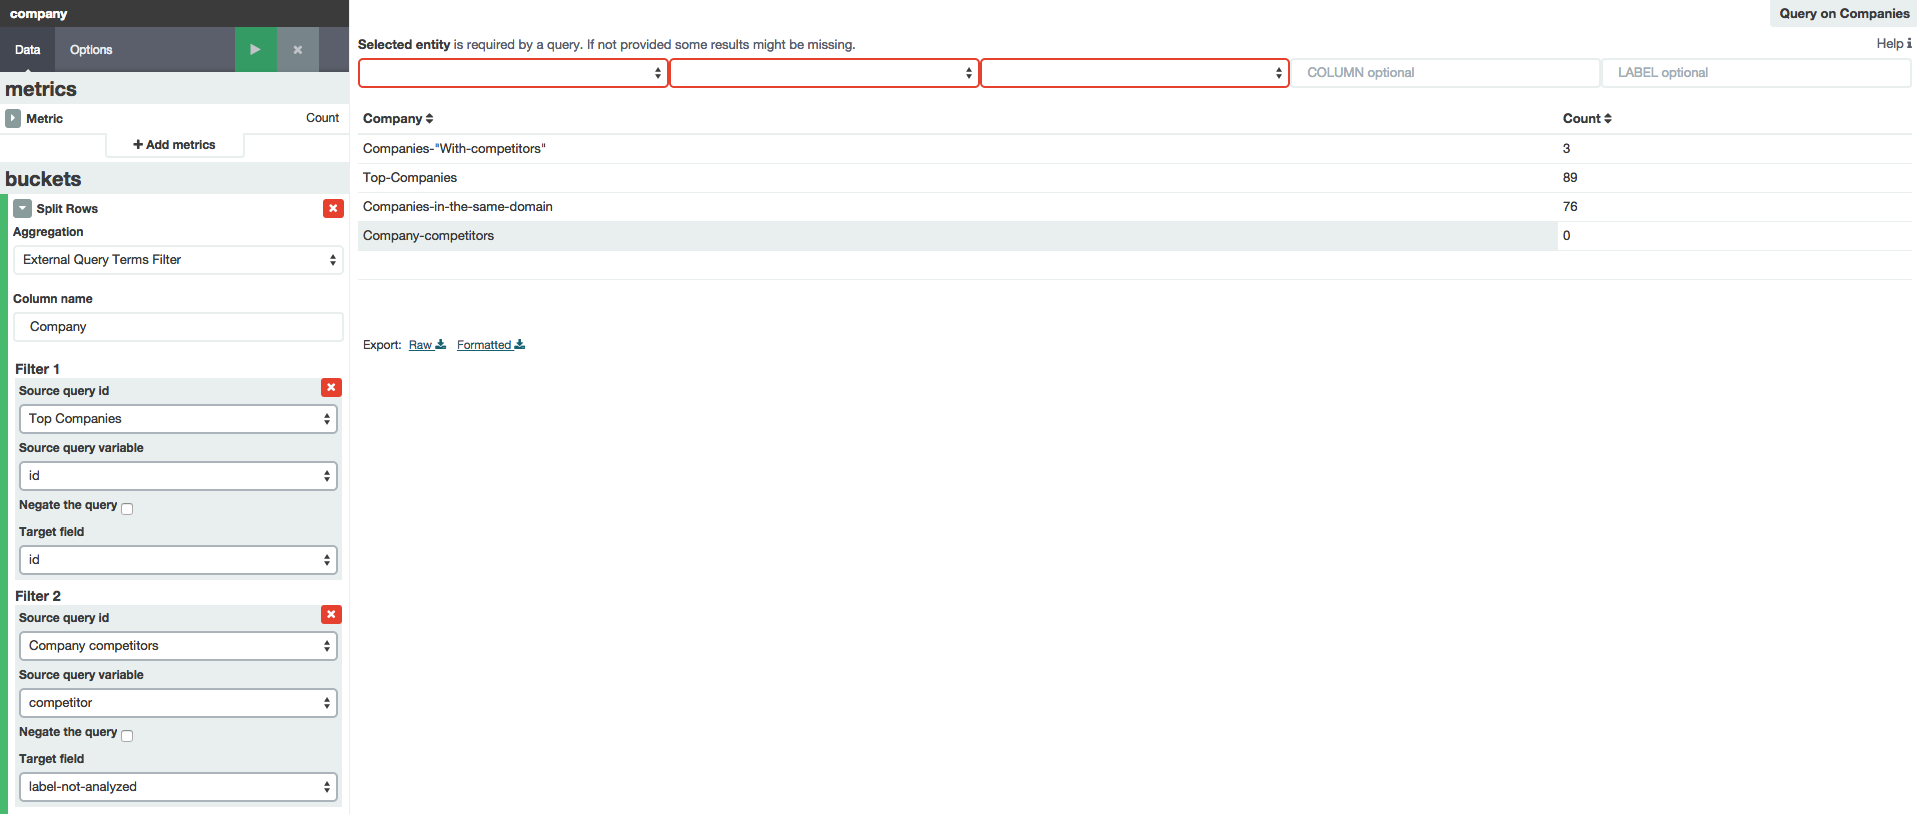 company
Data
Options
metrics
Metric
Count
Add metrics
buckets
Split Rows
Aggregation
External Query Terms Filter
Column name
Company
Filter 1
Source query id
Top Companies
Source query variable
id
Negate the query
Target field
id
Filter 2
Source query id
Company competitors
Source query variable
competitor
Negate the query
Target field
label-not-analyzed
Query on Companies
Selected entity is required by a query. If not provided some results might be missing.
Help
COLUMN optional
LABEL optional
Company Count
Companies-"With-competitors" 3
Top-Companies 89
Companies-in-the-same-domain 76
Company-competitors 0
Export: Raw Formatted